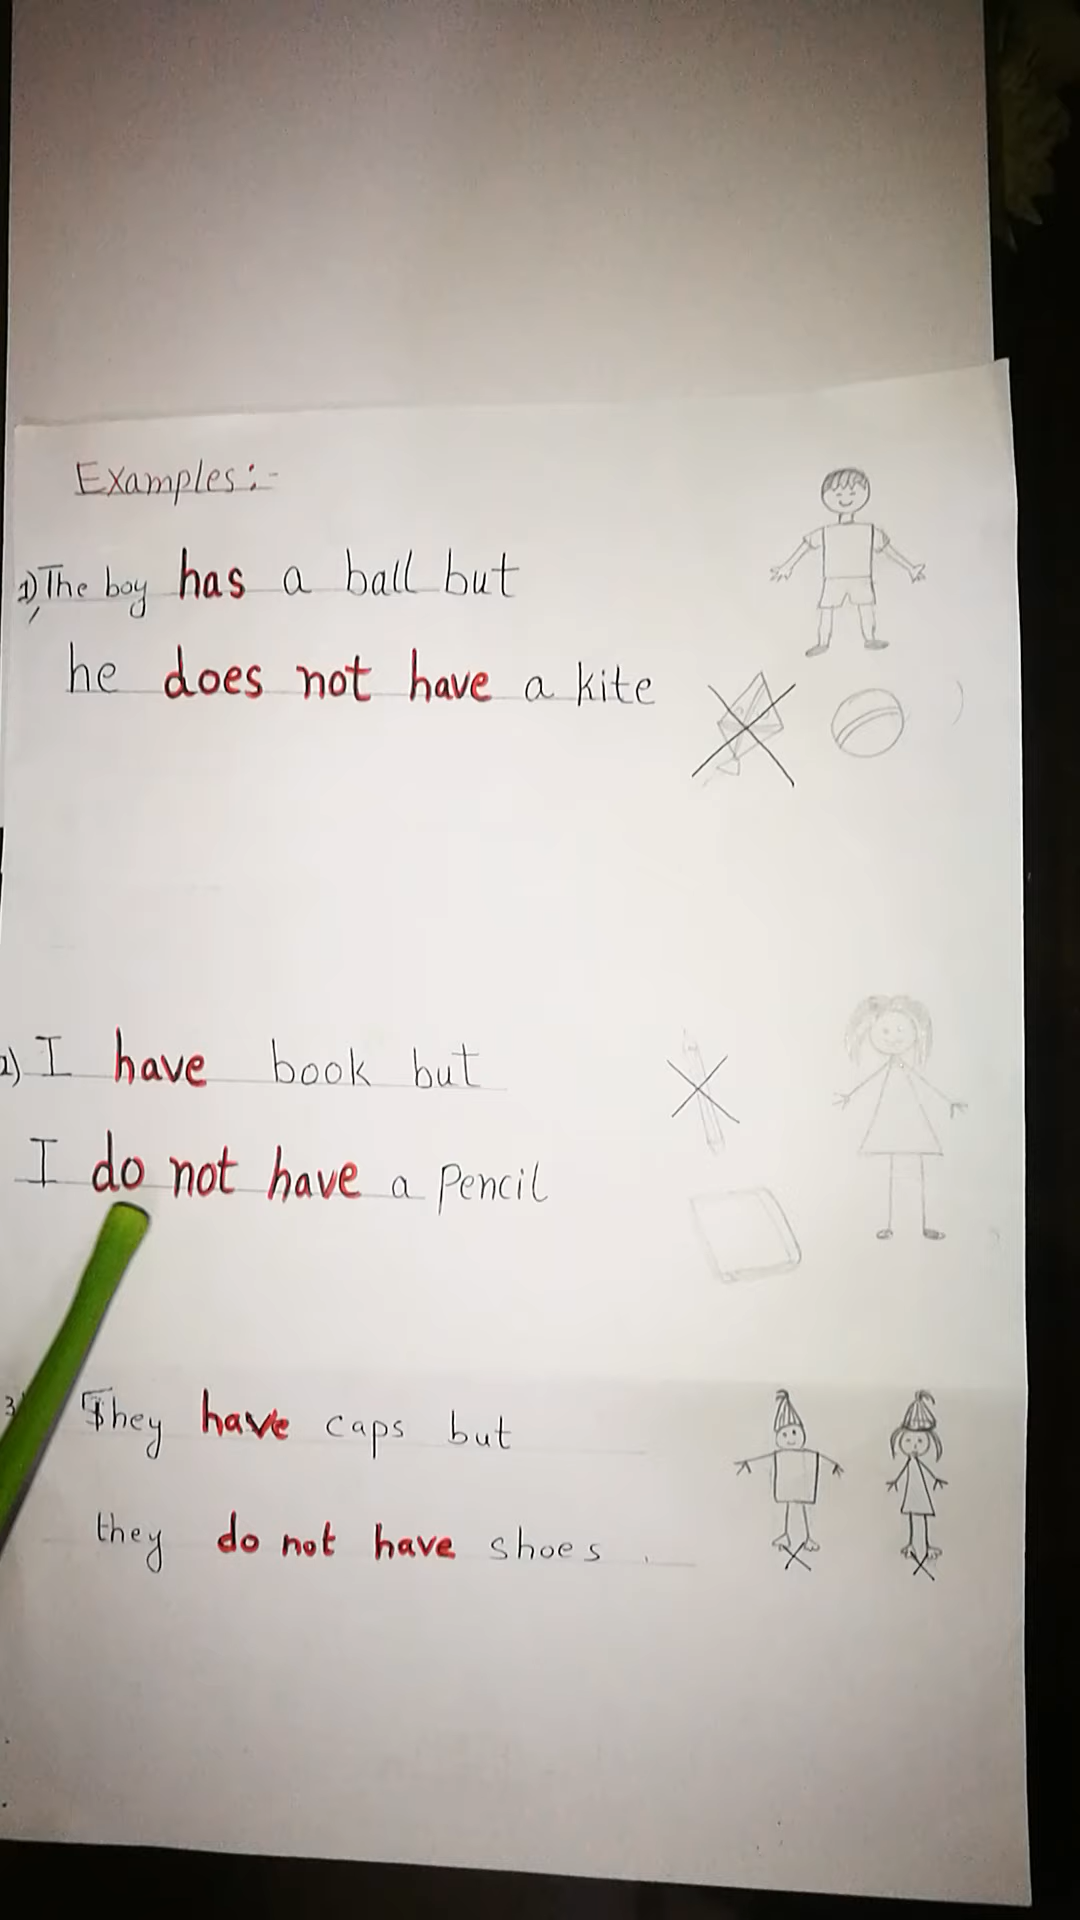 Examples:-
1) The boy has a ball but
he does not have a kite
2) I have book but
I do not have a pencil
3 They have caps but
they do not have shoes .